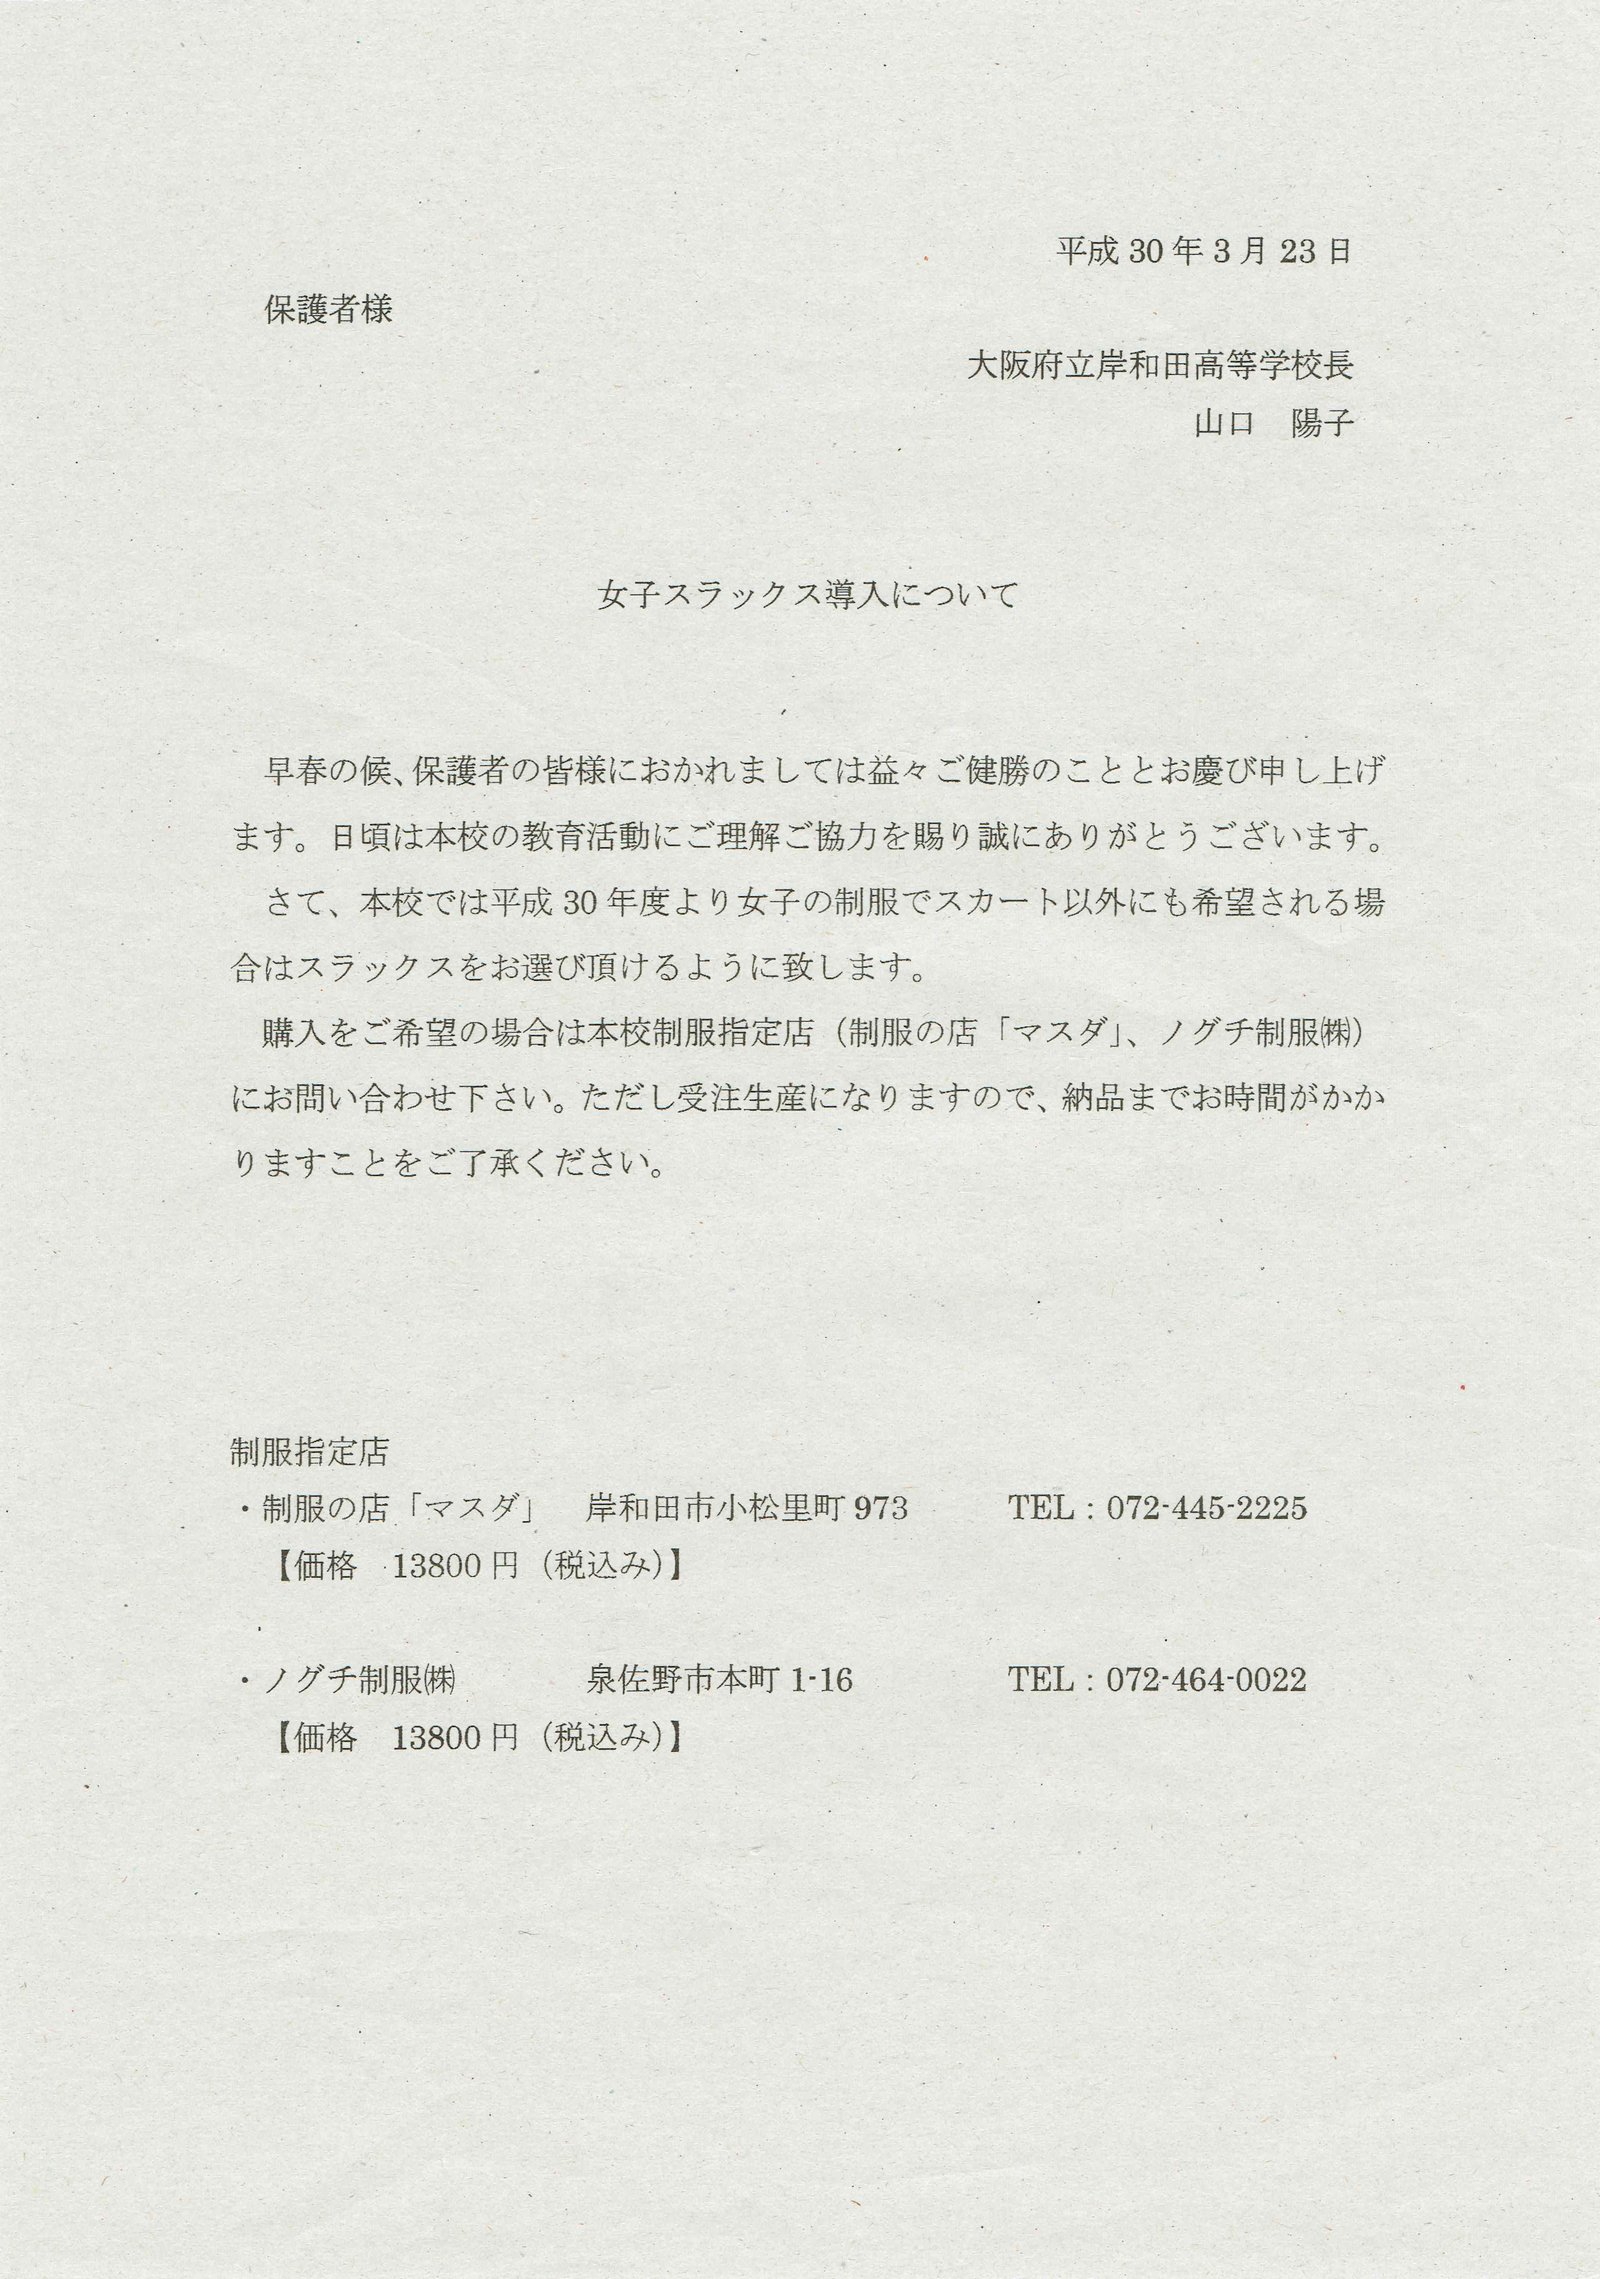 平成 30 年 3 月 23 日
保護者様
大阪府立岸和田高等学校長
山口　陽子
女子スラックス導入について
　早春の候、保護者の皆様におかれましては益々ご健勝のこととお慶び申し上げ
ます。日頃は本校の教育活動にご理解ご協力を賜り誠にありがとうございます。
　さて、本校では平成 30 年度より女子の制服でスカート以外にも希望される場
合はスラックスをお選び頂けるように致します。
　購入をご希望の場合は本校制服指定店（制服の店「マスダ」、ノグチ制服㈱）
にお問い合わせ下さい。ただし受注生産になりますので、納品までお時間がかか
りますことをご了承ください。
制服指定店
・制服の店「マスダ」　岸和田市小松里町 973　　　TEL：072-445-2225
【価格　13800 円（税込み）】
・ノグチ制服㈱　　　　泉佐野市本町 1-16　　　　TEL：072-464-0022
【価格　13800 円（税込み）】